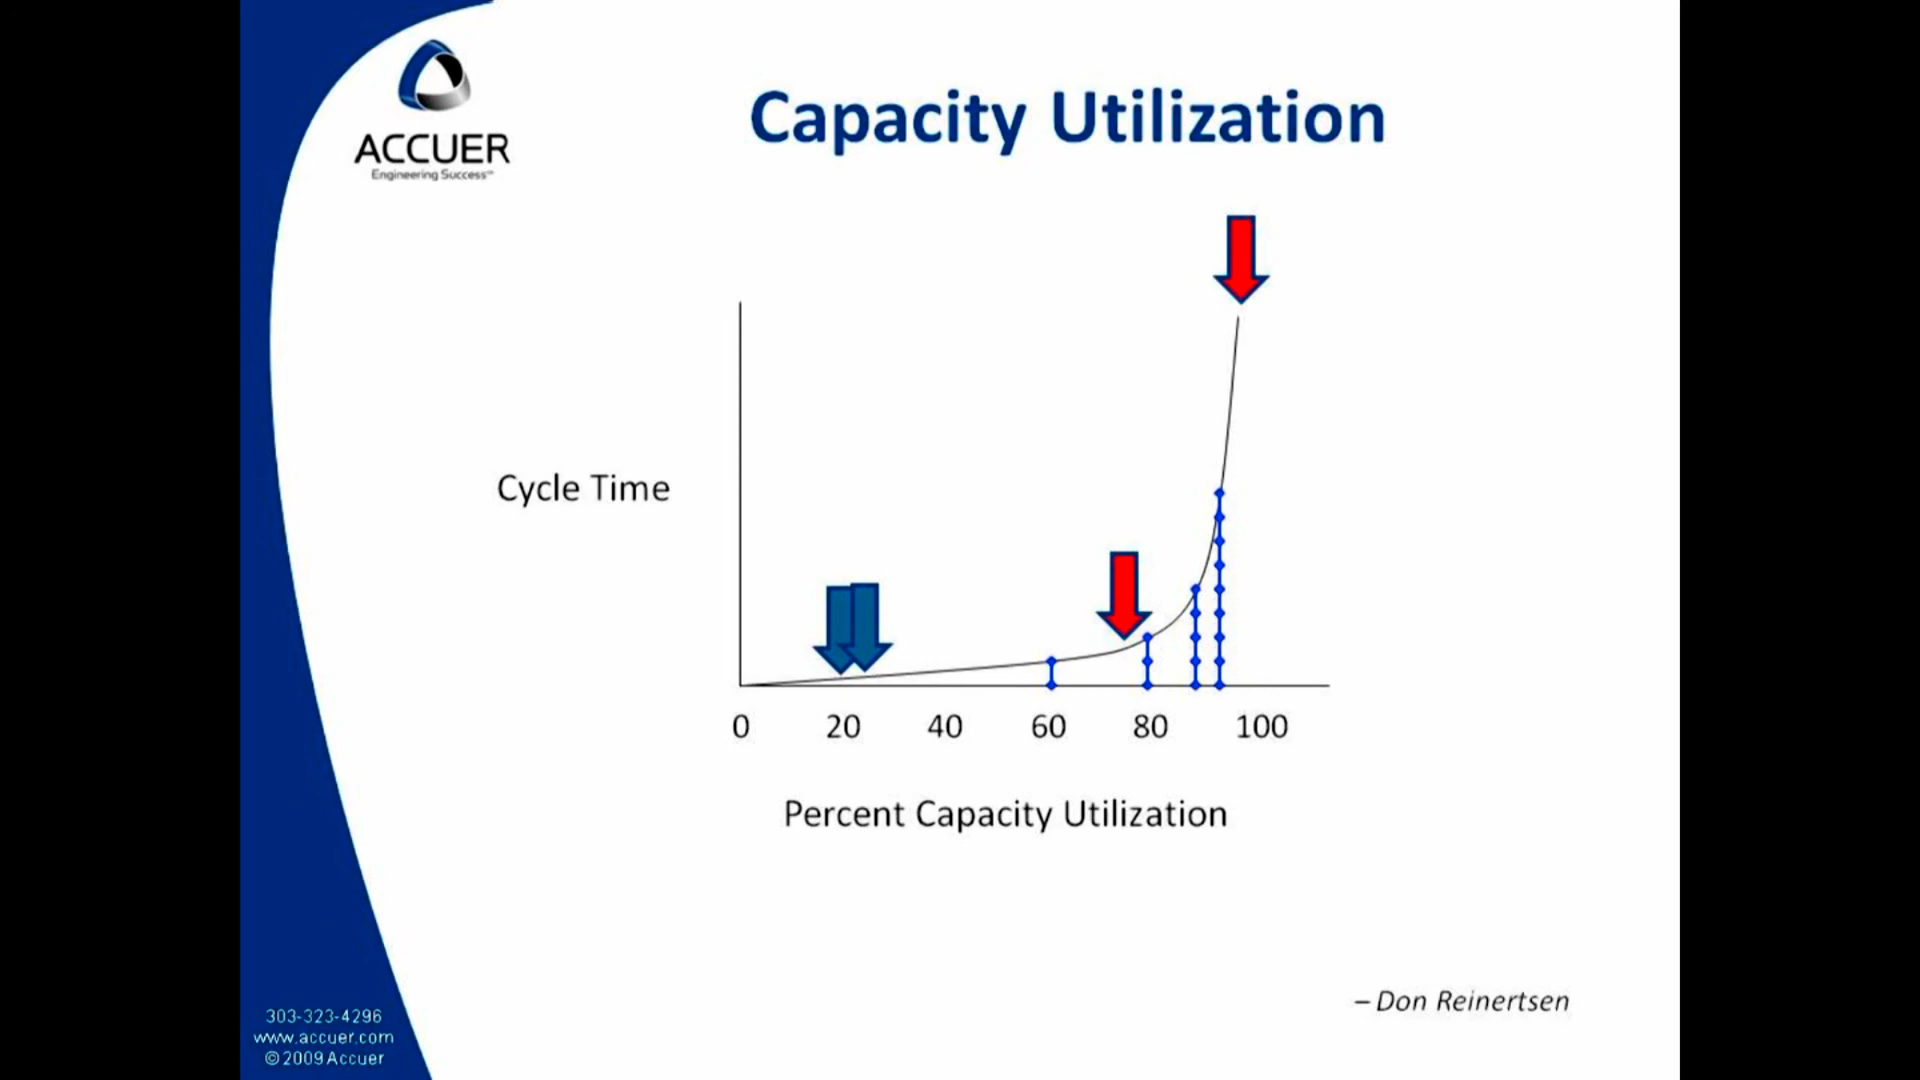 ACCUER
Engineering Success℠
Capacity Utilization
Cycle Time
0 20 40 60 80 100
Percent Capacity Utilization
– Don Reinertsen
303-323-4296
www.accuer.com
©2009 Accuer